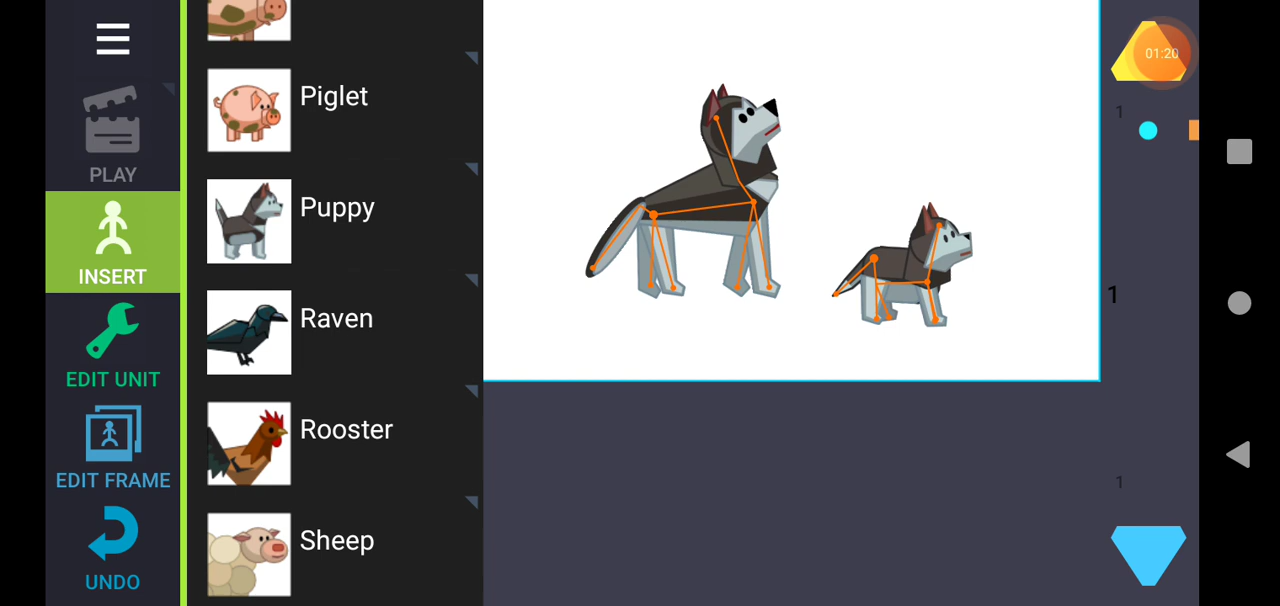 PLAY
INSERT
EDIT UNIT
EDIT FRAME
UNDO
Piglet
Puppy
Raven
Rooster
Sheep
01:20
1
1
1